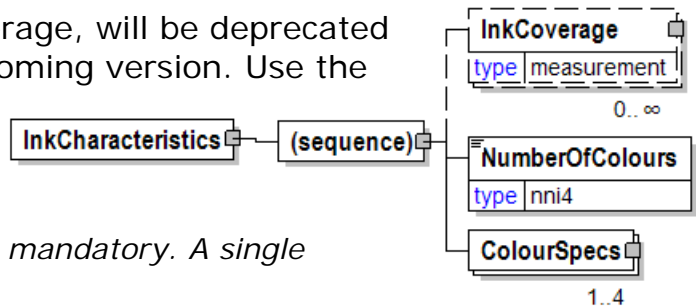 rage, will be deprecated
oming version. Use the
mandatory. A single
InkCharacteristics
(sequence)
InkCoverage
type measurement
0..∞
NumberOfColours
type nni4
ColourSpecs
1..4